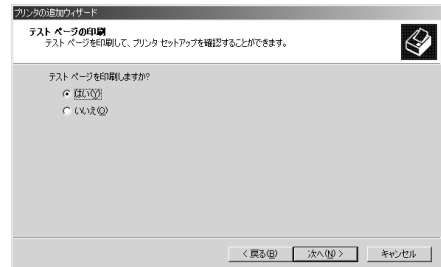 プリンタの追加ウィザード
テスト ページの印刷
テスト ページを印刷して、プリンタ セットアップを確認することができます。
テスト ページを印刷しますか?
はい(Y)
いいえ(O)
< 戻る(B)
次へ(N) >
キャンセル